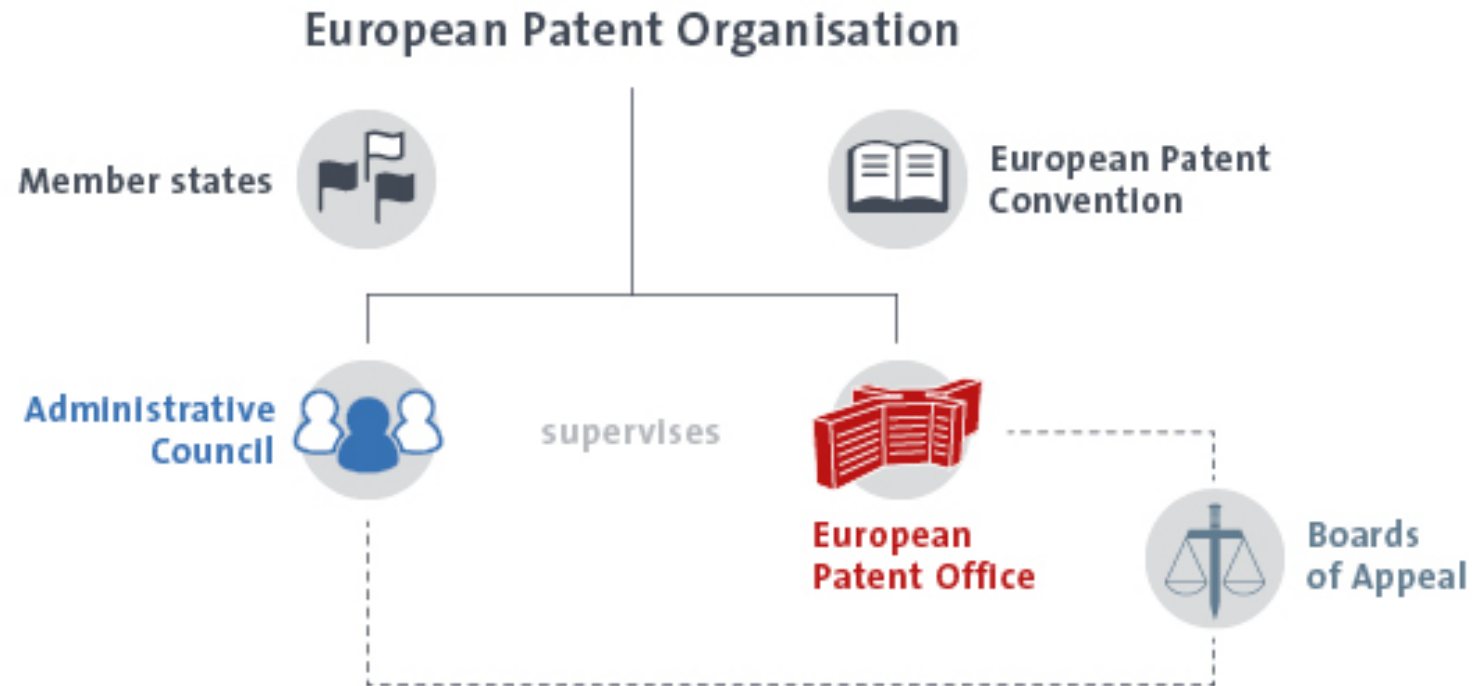 European Patent Organisation
Member states
European Patent
Convention
Administrative
Council
supervises
European
Patent Office
Boards
of Appeal